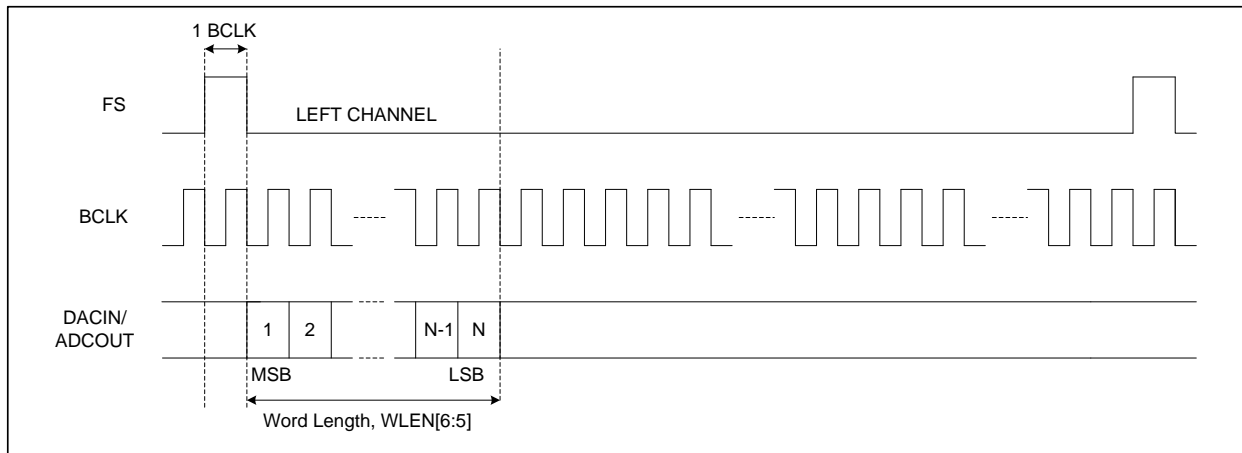 1 BCLK
FS
LEFT CHANNEL
BCLK
DACIN/
ADCOUT
1
2
N-1
N
MSB
LSB
Word Length, WLEN[6:5]